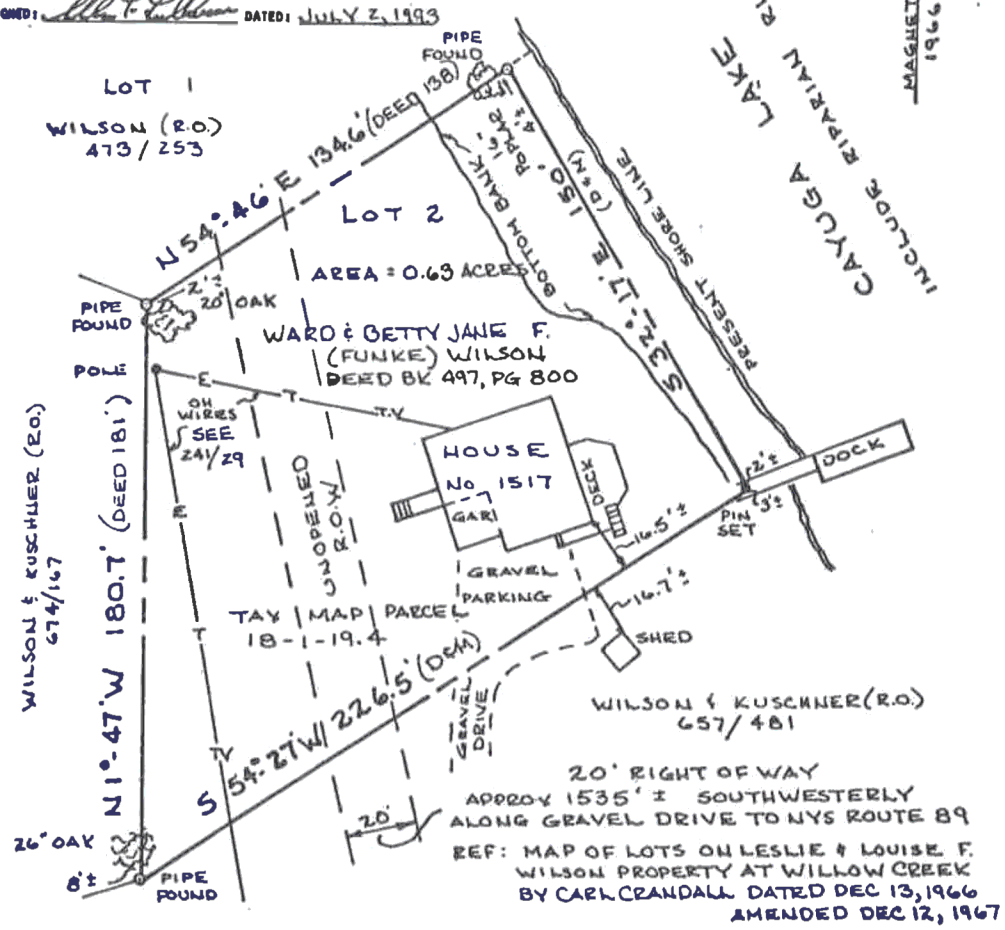 DATED: JULY 2, 1993
PIPE
FOUND
LOT 1
WILSON (R.O.)
473/253
N 54°-46' E 134.6' (DEED 138)
LOT 2
AREA = 0.63 ACRES
WARD & BETTY JANE F.
(FUNKE) WILSON
DEED BK 497, PG 800
POPLAR
16"
4'±
150'
(D&M)
S 32°-17' E
BOTTOM BANK
PRESENT SHORE LINE
CAYUGA LAKE
INCLUDE RIPARIAN
MAGNET
1966
2'±
20" OAK
PIPE
FOUND
POLE
E
T
T.V
OH
WIRES
SEE
241/29
E
T
TV
WILSON & KUSCHNER (R.O.)
674/167
N 1°-47' W 180.7' (DEED 181')
UNOPENED
R.O.W.
HOUSE
No. 1517
GAR
DECK
DOCK
2'±
3'±
PIN
SET
16.5'±
16.7'±
GRAVEL
PARKING
SHED
TAX MAP PARCEL
18-1-19.4
S 54°-27' W 226.5' (D&M)
GRAVEL
DRIVE
20'
WILSON & KUSCHNER (R.O.)
657/481
20' RIGHT OF WAY
APPROX 1535' ± SOUTHWESTERLY
ALONG GRAVEL DRIVE TO NYS ROUTE 89
26" OAK
8'±
PIPE
FOUND
REF: MAP OF LOTS ON LESLIE & LOUISE F.
WILSON PROPERTY AT WILLOW CREEK
BY CARL CRANDALL DATED DEC 13, 1966
AMENDED DEC 12, 1967